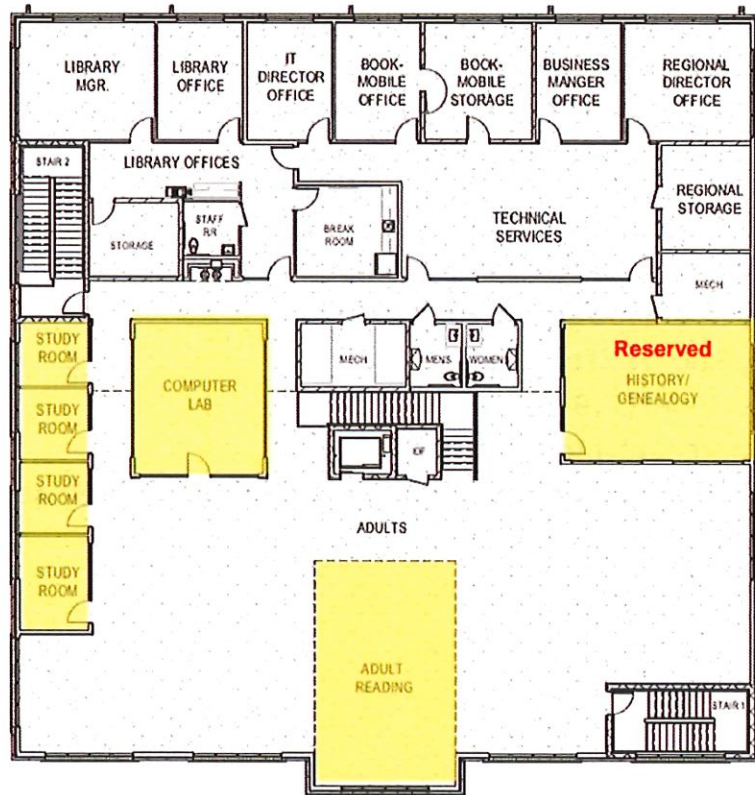 LIBRARY
MGR.
LIBRARY
OFFICE
IT
DIRECTOR
OFFICE
BOOK-
MOBILE
OFFICE
BOOK-
MOBILE
STORAGE
BUSINESS
MANGER
OFFICE
REGIONAL
DIRECTOR
OFFICE
STAIR 2
LIBRARY OFFICES
STORAGE
STAFF
RR
BREAK
ROOM
TECHNICAL
SERVICES
REGIONAL
STORAGE
MECH
STUDY
ROOM
STUDY
ROOM
STUDY
ROOM
STUDY
ROOM
COMPUTER
LAB
MECH
MENS
WOMEN
Reserved
HISTORY/
GENEALOGY
IDF
ADULTS
ADULT
READING
STAIR 1